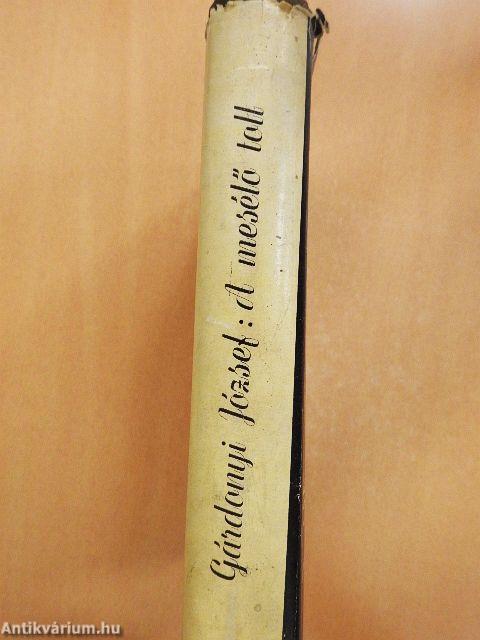 Gárdonyi József: A mesélő toll
Antikvárium.hu